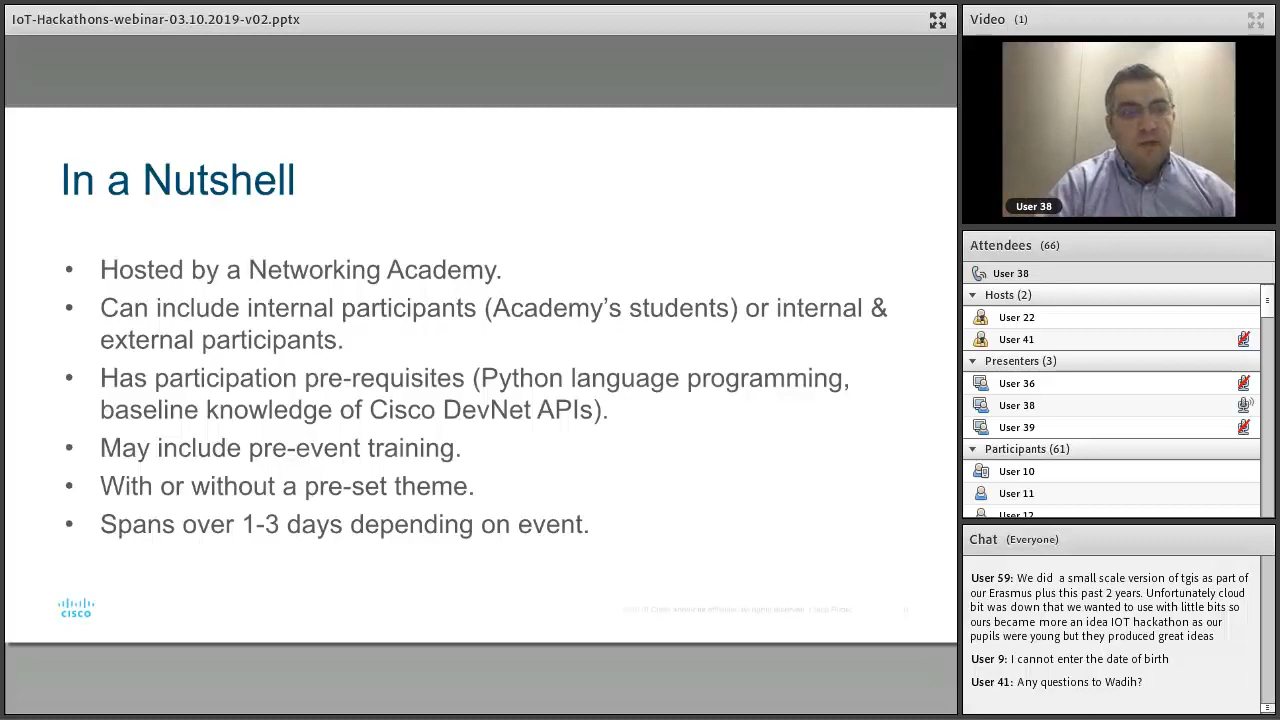 IoT-Hackathons-webinar-03.10.2019-v02.pptx
In a Nutshell
• Hosted by a Networking Academy.
• Can include internal participants (Academy’s students) or internal &
external participants.
• Has participation pre-requisites (Python language programming,
baseline knowledge of Cisco DevNet APIs).
• May include pre-event training.
• With or without a pre-set theme.
• Spans over 1-3 days depending on event.
CISCO
Video (1)
User 38
Attendees (66)
User 38
Hosts (2)
User 22
User 41
Presenters (3)
User 36
User 38
User 39
Participants (61)
User 10
User 11
User 12
Chat (Everyone)
User 59: We did a small scale version of tgis as part of
our Erasmus plus this past 2 years. Unfortunately cloud
bit was down that we wanted to use with little bits so
ours became more an idea IOT hackathon as our
pupils were young but they produced great ideas
User 9: I cannot enter the date of birth
User 41: Any questions to Wadih?